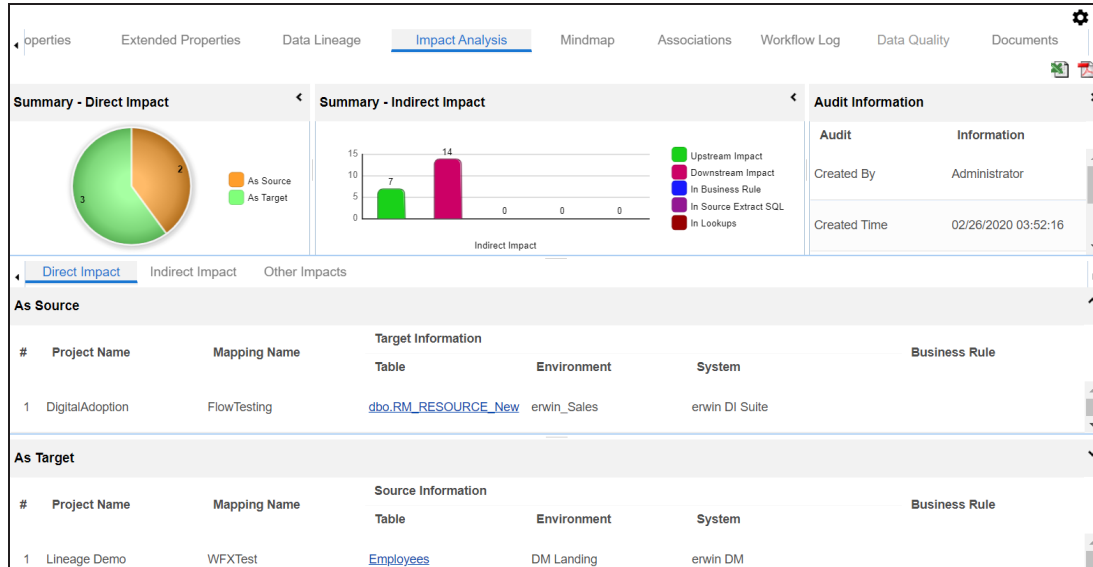 operties Extended Properties Data Lineage Impact Analysis Mindmap Associations Workflow Log Data Quality Documents
Summary - Direct Impact
2
3
As Source
As Target
Summary - Indirect Impact
15
10
5
0
7
14
0
0
0
Indirect Impact
Upstream Impact
Downstream Impact
In Business Rule
In Source Extract SQL
In Lookups
Audit Information
Audit Information
Created By Administrator
Created Time 02/26/2020 03:52:16
Direct Impact Indirect Impact Other Impacts
As Source
Target Information
# Project Name Mapping Name Business Rule
Table Environment System
1 DigitalAdoption FlowTesting dbo.RM_RESOURCE_New erwin_Sales erwin DI Suite
As Target
Source Information
# Project Name Mapping Name Business Rule
Table Environment System
1 Lineage Demo WFXTest Employees DM Landing erwin DM